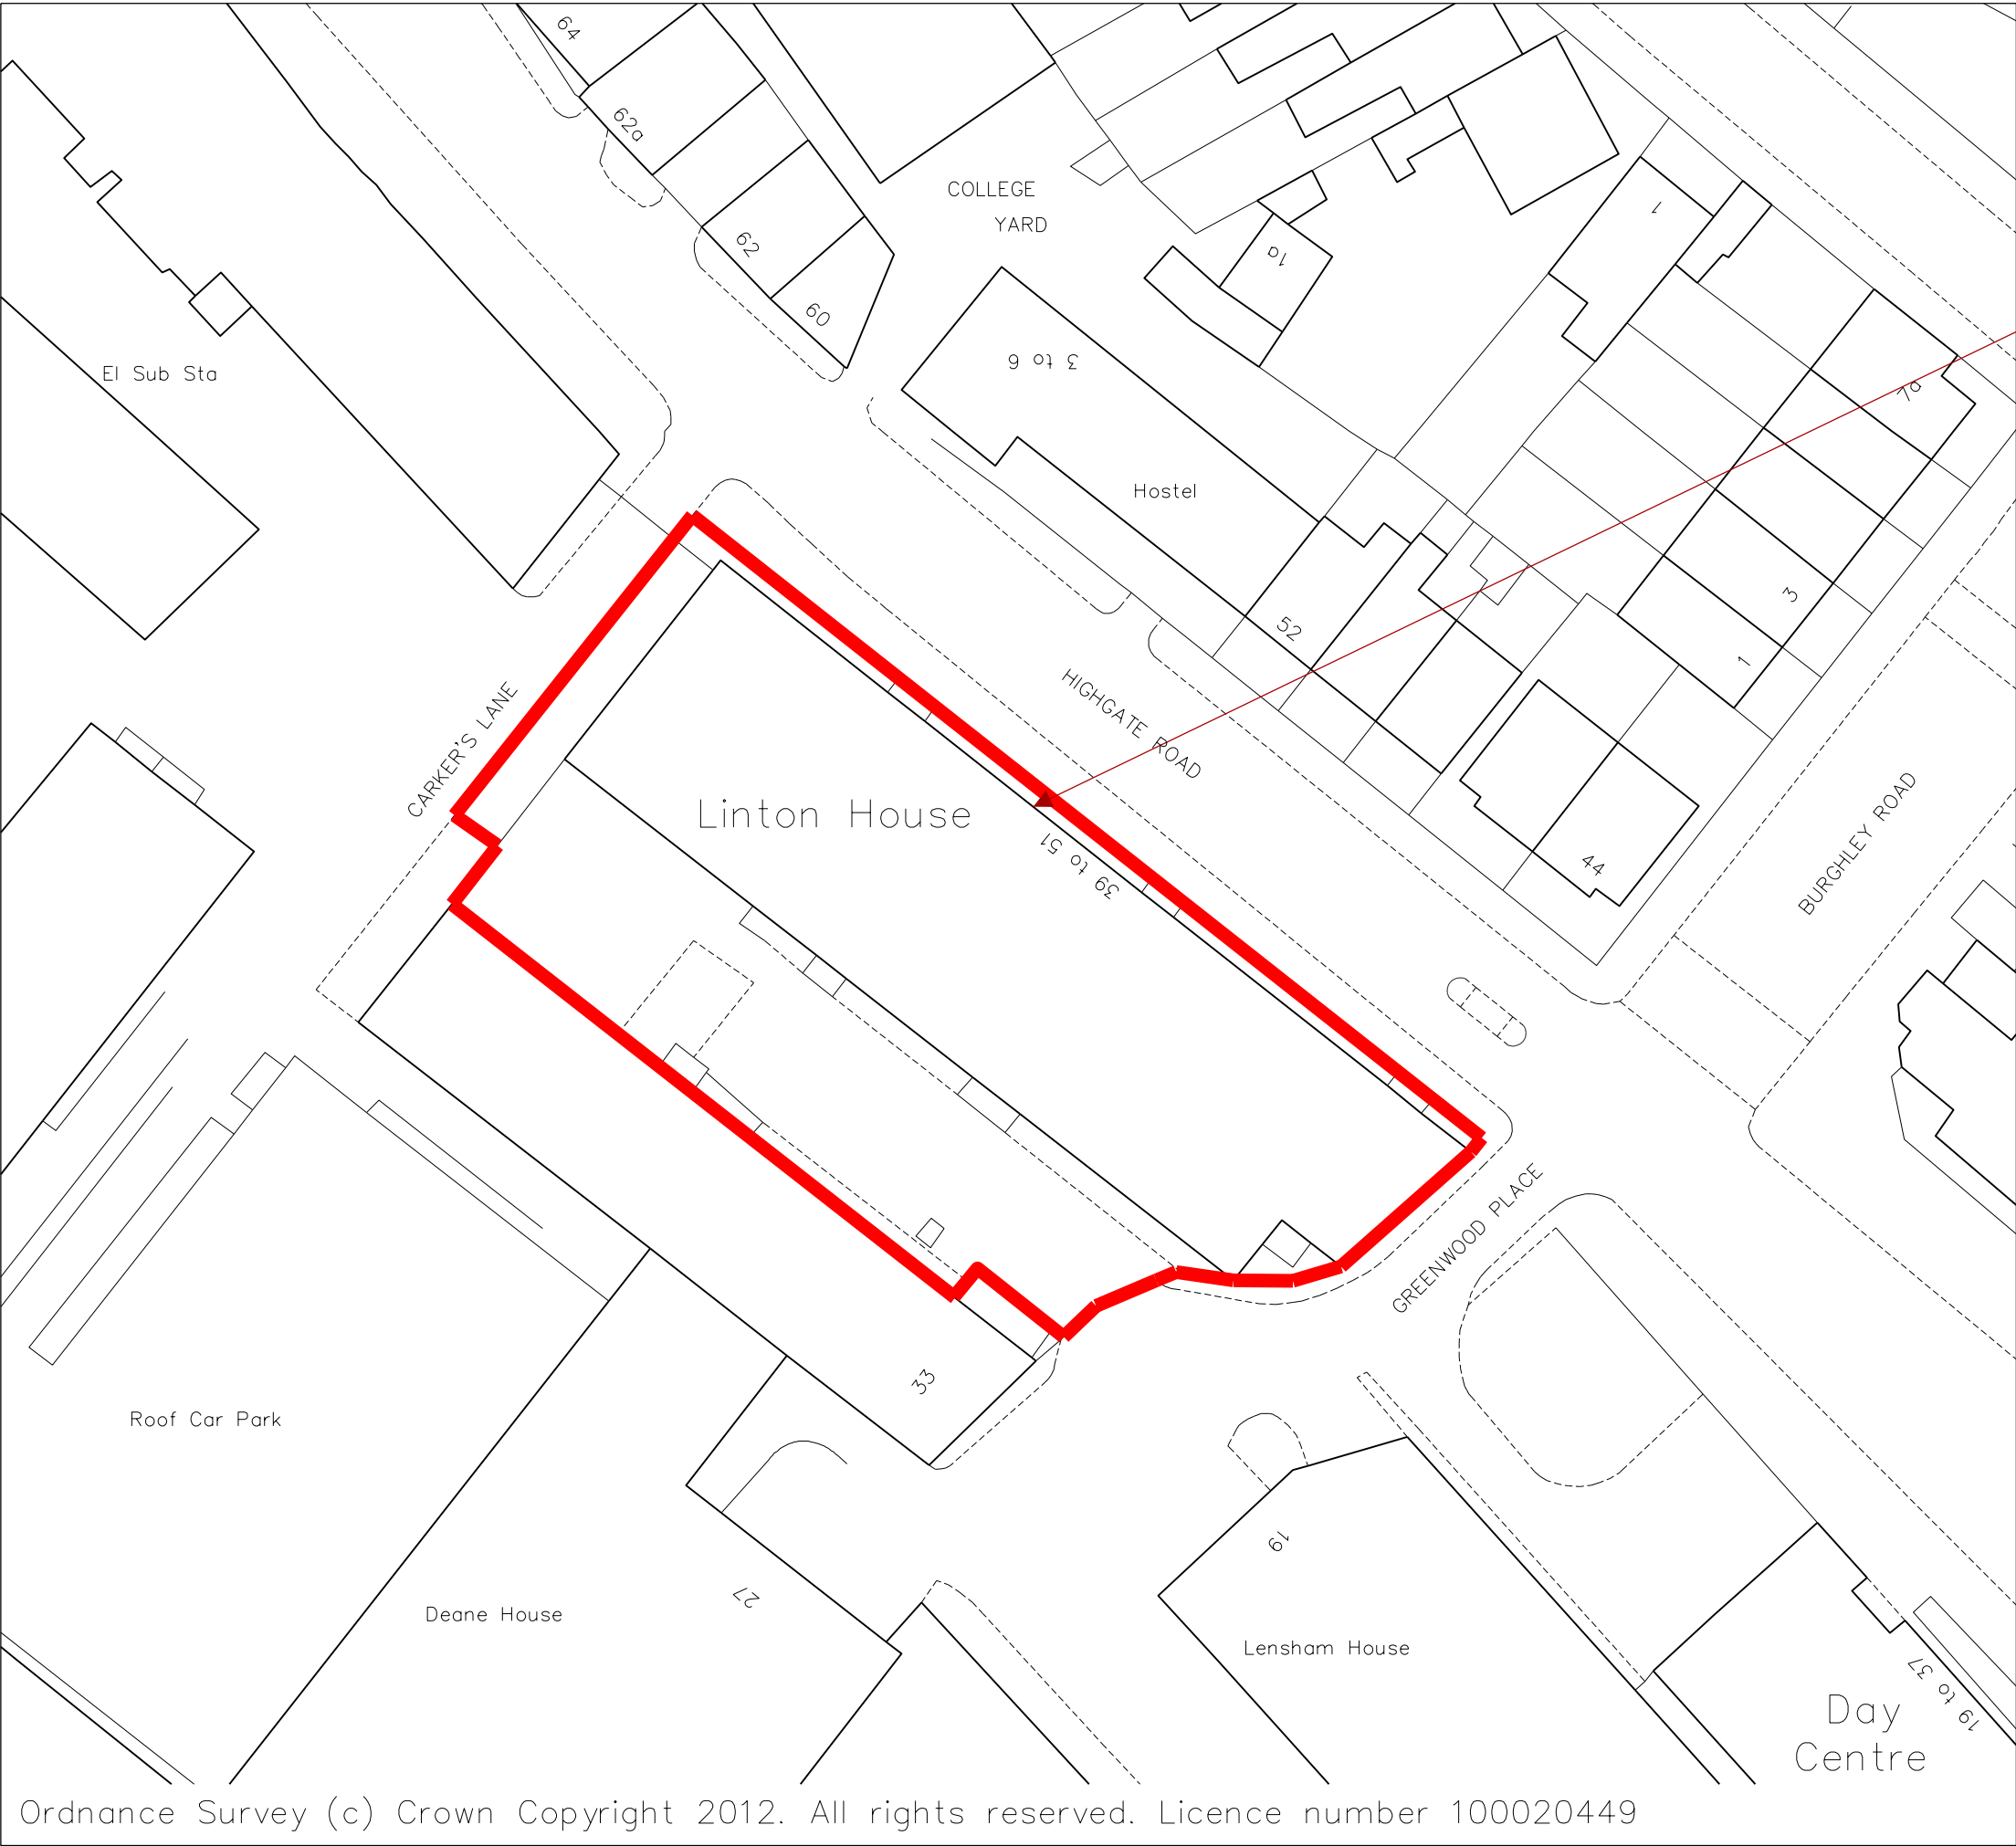 64
62a
COLLEGE
YARD
1
62
1a
60
3 to 6
El Sub Sta
7a
Hostel
3
52
1
HIGHGATE ROAD
CARKER'S LANE
Linton House
39 to 51
44
BURGHLEY ROAD
GREENWOOD PLACE
33
Roof Car Park
19
27
Deane House
Lensham House
19 to 37
Day
Centre
Ordnance Survey (c) Crown Copyright 2012. All rights reserved. Licence number 100020449